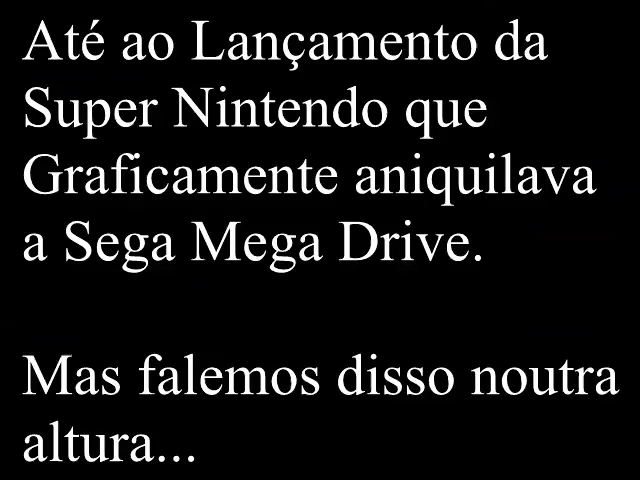 Até ao Lançamento da
Super Nintendo que
Graficamente aniquilava
a Sega Mega Drive.
Mas falemos disso noutra
altura...